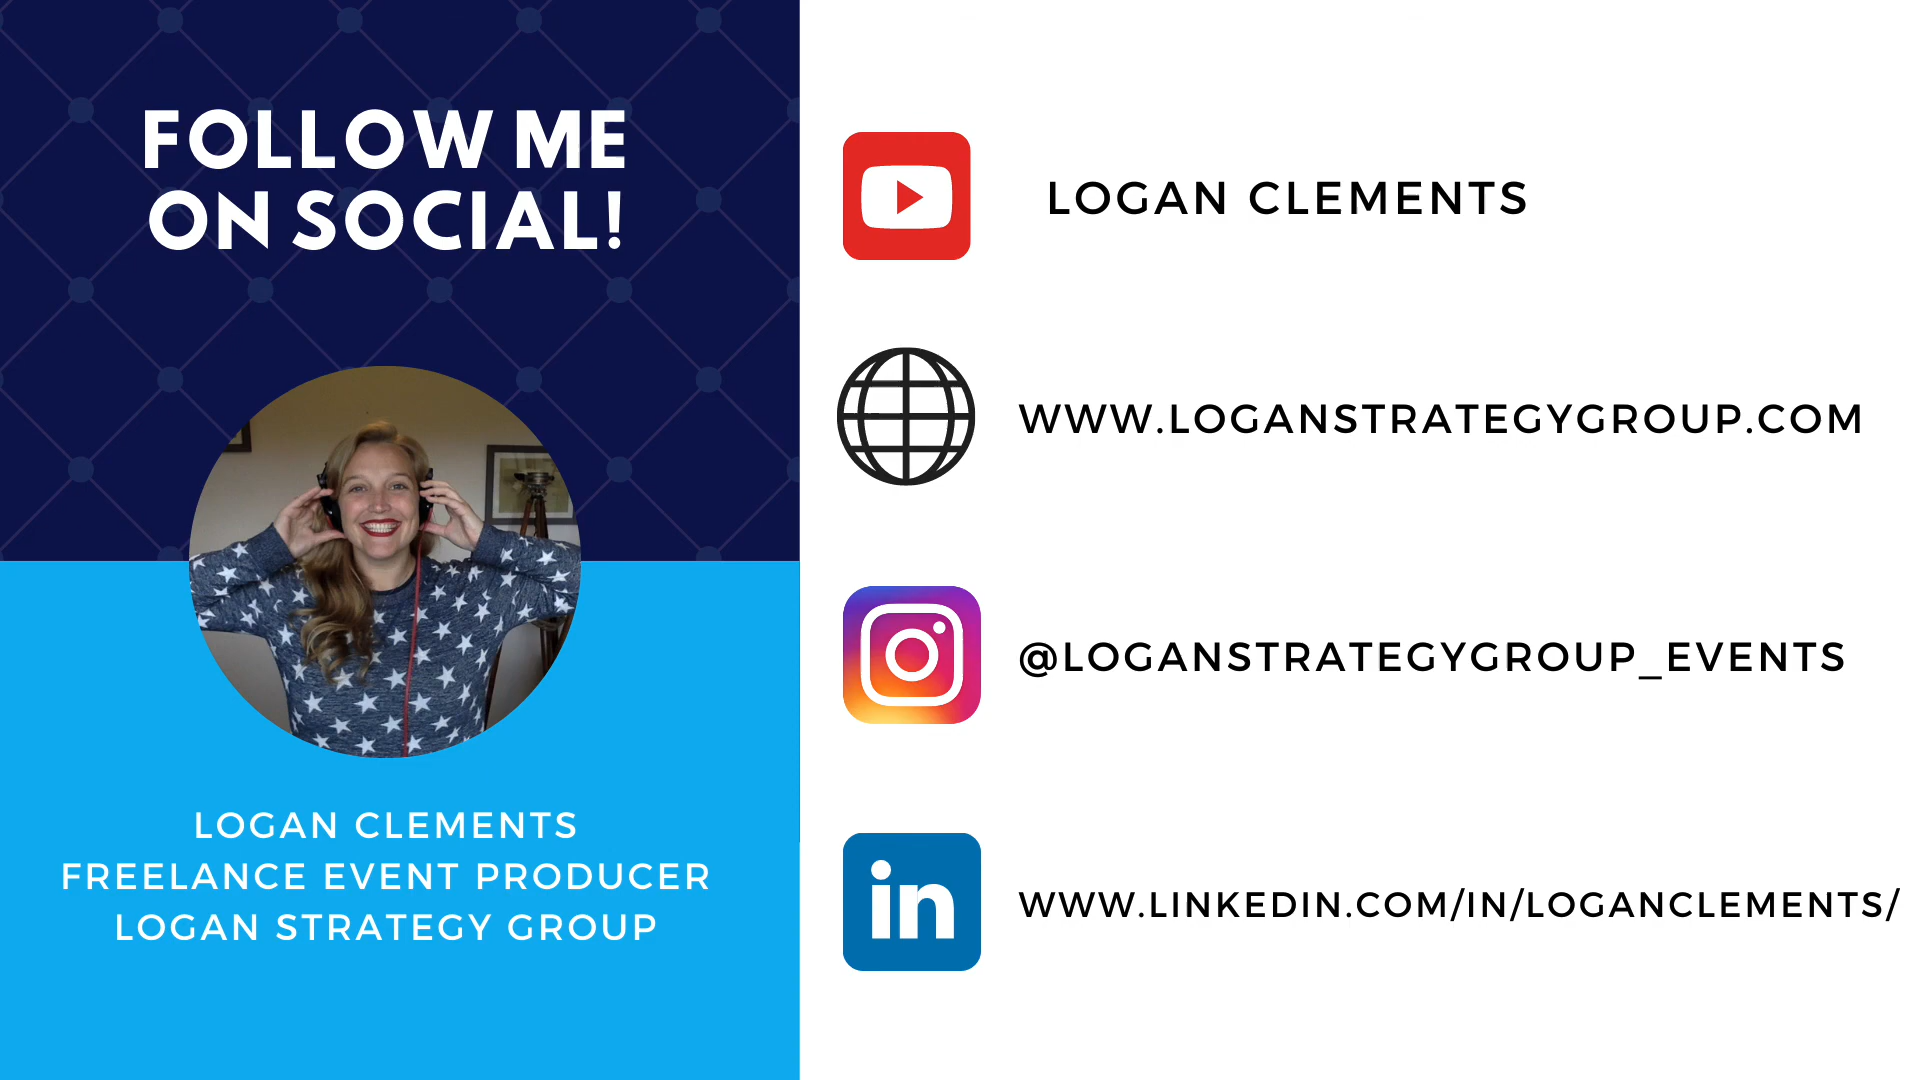 FOLLOW ME
ON SOCIAL!
LOGAN CLEMENTS
FREELANCE EVENT PRODUCER
LOGAN STRATEGY GROUP
LOGAN CLEMENTS
WWW.LOGANSTRATEGYGROUP.COM
@LOGANSTRATEGYGROUP_EVENTS
in
WWW.LINKEDIN.COM/IN/LOGANCLEMENTS/